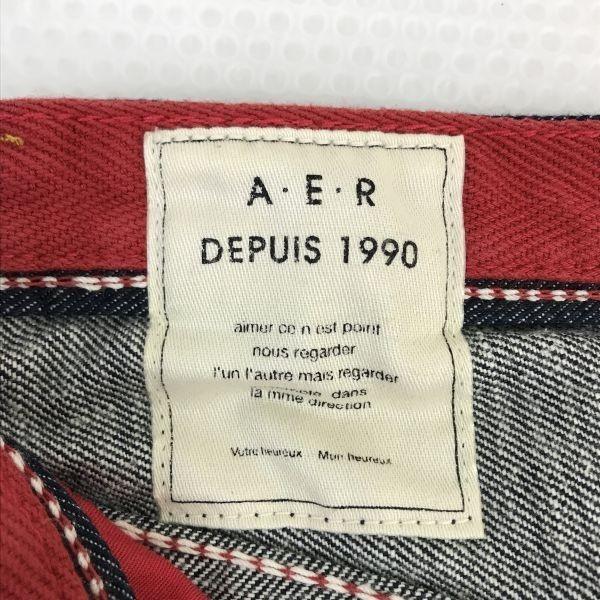 A·E·R
DEPUIS 1990
aimer ce n est point
nous regarder
l'un l'autre mais regarder
dans
la mme direction
Votre heureux Mon heureux